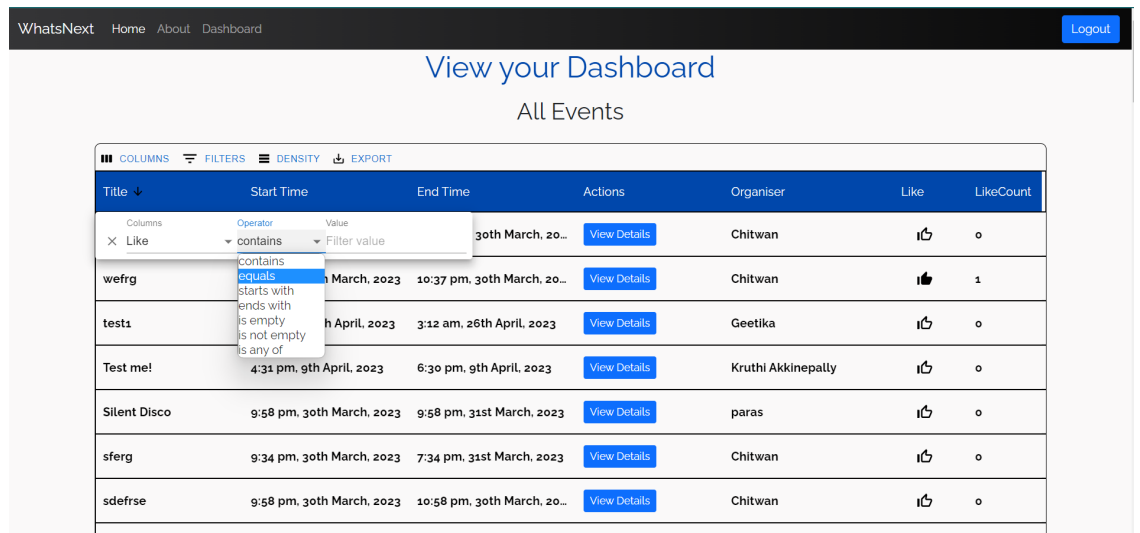 WhatsNext Home About Dashboard Logout
View your Dashboard
All Events
COLUMNS FILTERS DENSITY EXPORT
Title Start Time End Time Actions Organiser Like LikeCount
Columns Operator Value
Like contains Filter value
30th March, 20... View Details Chitwan 0
contains
equals
starts with
ends with
is empty
is not empty
is any of
wefrg March, 2023 10:37 pm, 30th March, 20... View Details Chitwan 1
test1 April, 2023 3:12 am, 26th April, 2023 View Details Geetika 0
Test me! 4:31 pm, 9th April, 2023 6:30 pm, 9th April, 2023 View Details Kruthi Akkinepally 0
Silent Disco 9:58 pm, 30th March, 2023 9:58 pm, 31st March, 2023 View Details paras 0
sferg 9:34 pm, 30th March, 2023 7:34 pm, 31st March, 2023 View Details Chitwan 0
sdefrse 9:58 pm, 30th March, 2023 10:58 pm, 30th March, 20... View Details Chitwan 0